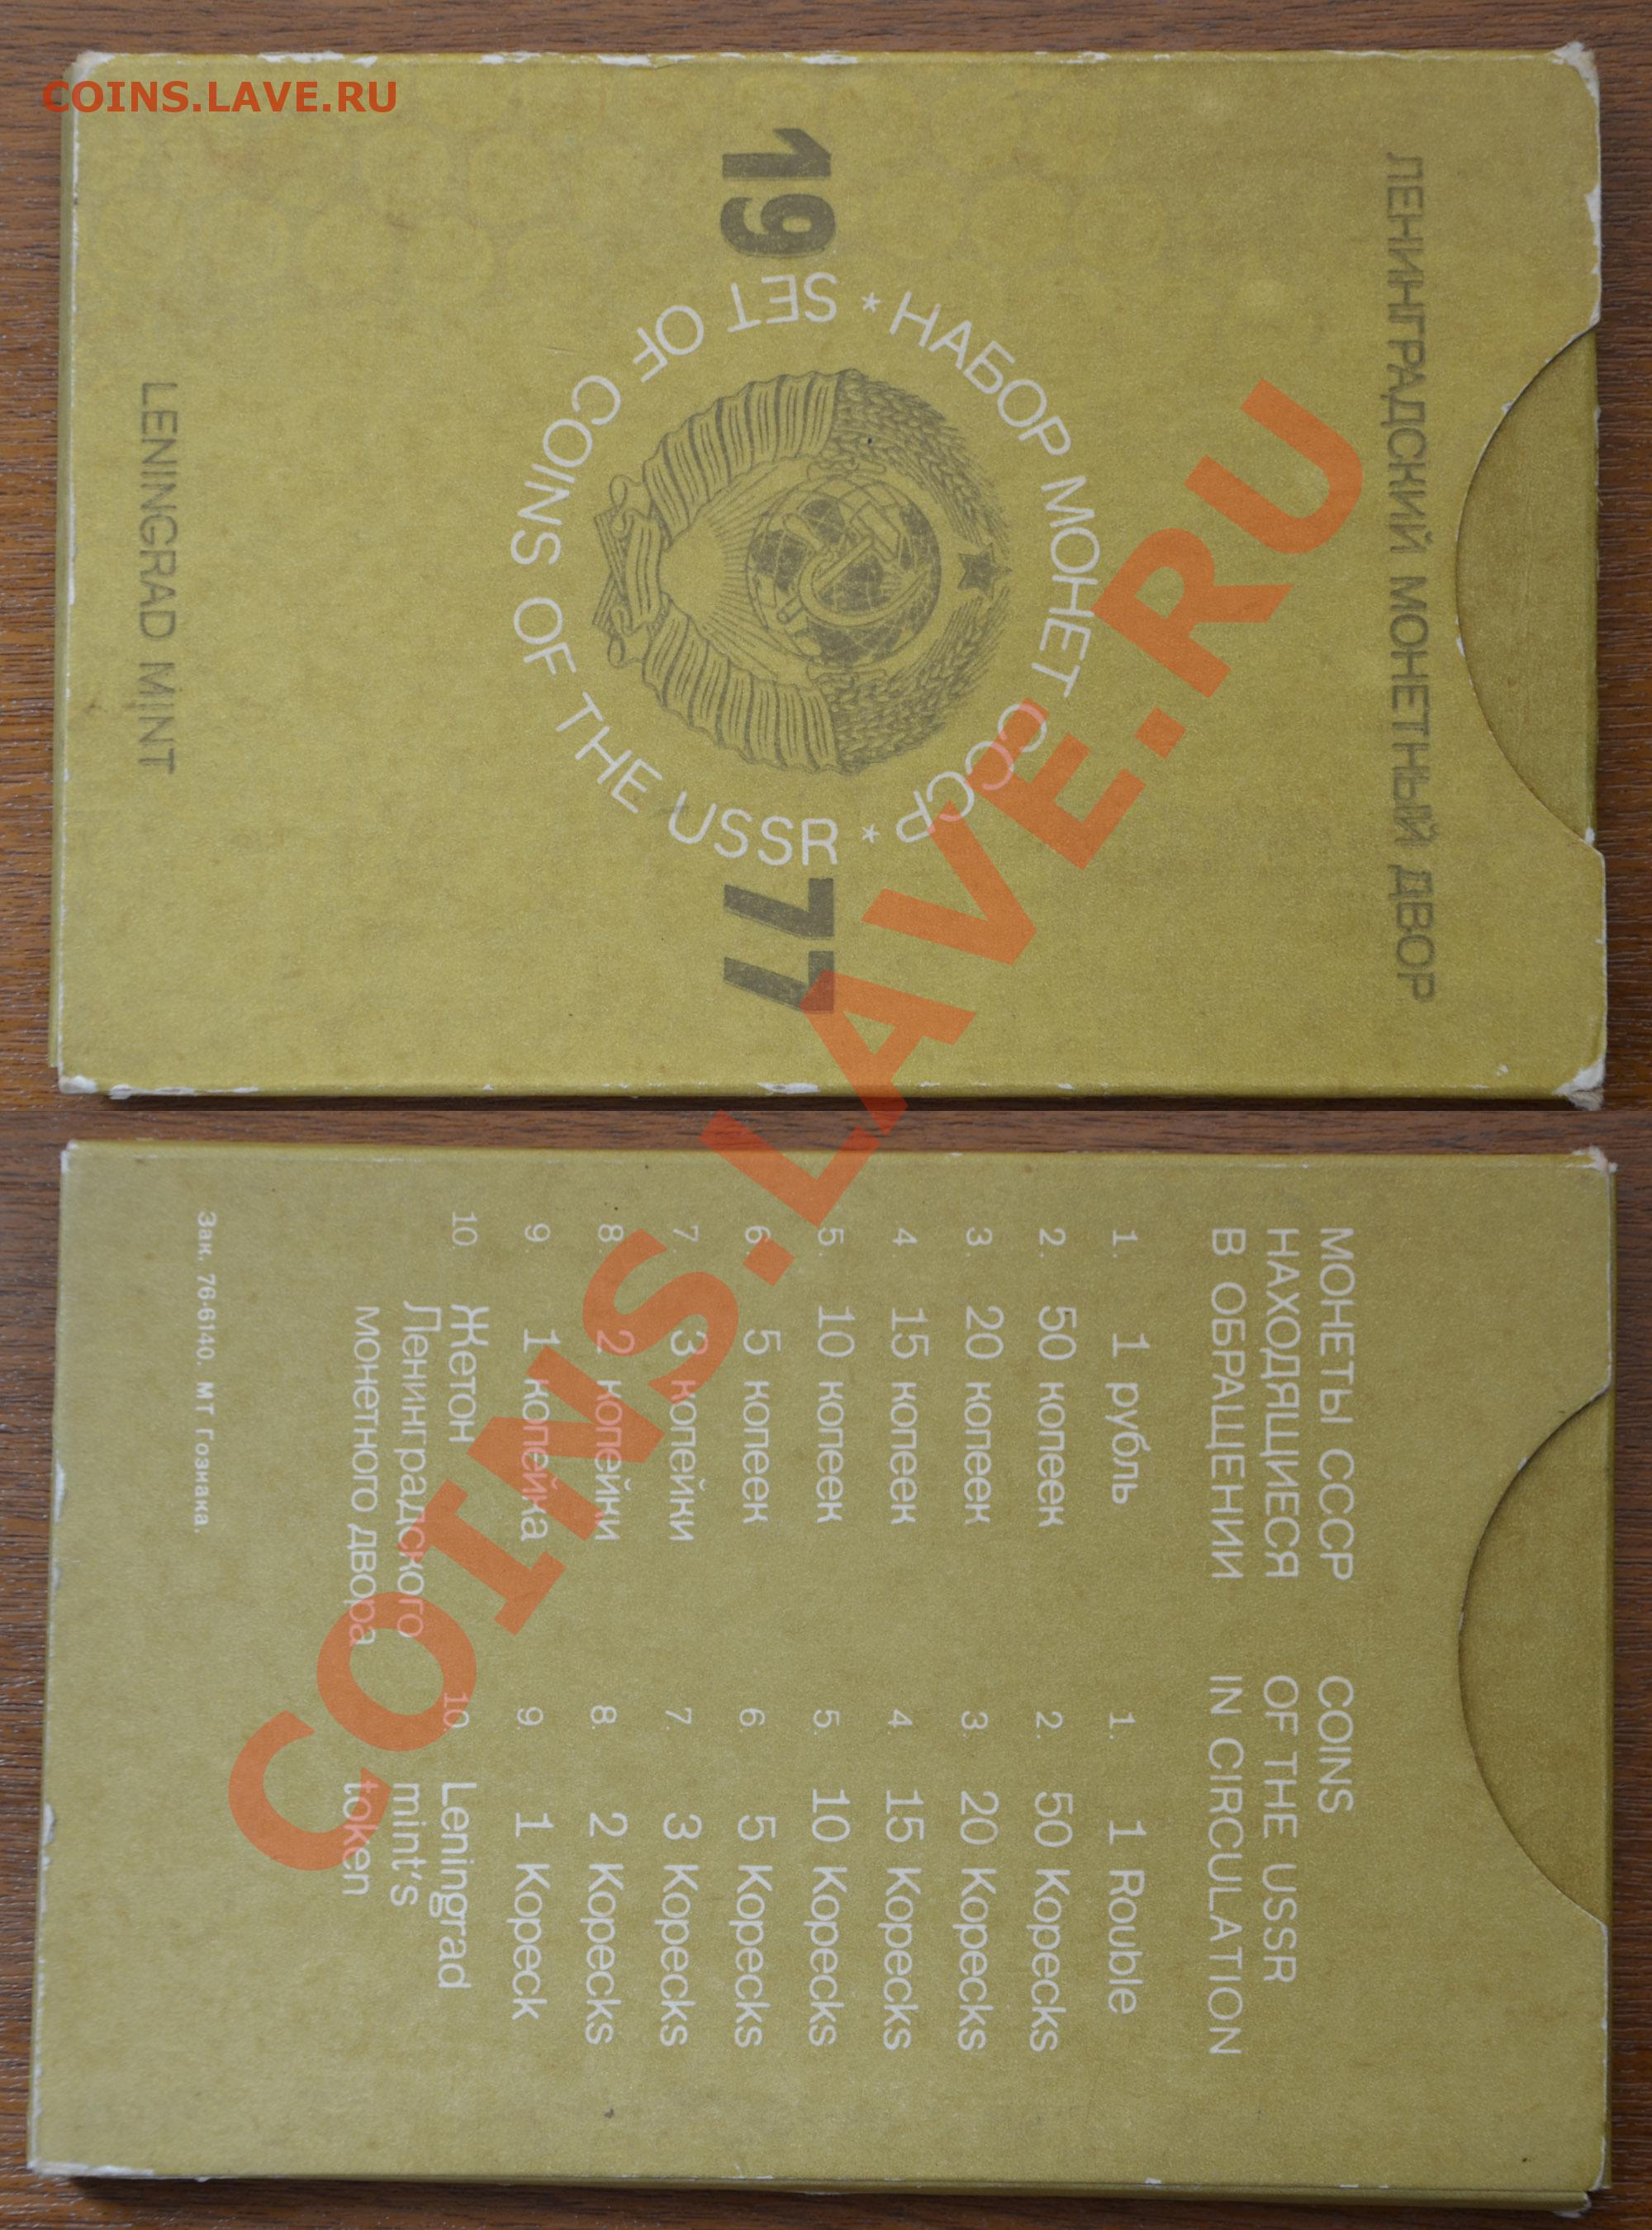 COINS.LAVE.RU
ЛЕНИНГРАДСКИЙ МОНЕТНЫЙ ДВОР
* НАБОР МОНЕТ СССР *
19 77
SET OF COINS OF THE USSR
LENINGRAD MINT
МОНЕТЫ СССР
НАХОДЯЩИЕСЯ
В ОБРАЩЕНИИ
1. 1 рубль
2. 50 копеек
3. 20 копеек
4. 15 копеек
5. 10 копеек
6. 5 копеек
7. 3 копейки
8. 2 копейки
9. 1 копейка
10. Жетон
Ленинградского
монетного двора
COINS
OF THE USSR
IN CIRCULATION
1. 1 Rouble
2. 50 Kopecks
3. 20 Kopecks
4. 15 Kopecks
5. 10 Kopecks
6. 5 Kopecks
7. 3 Kopecks
8. 2 Kopecks
9. 1 Kopeck
10. Leningrad
mint's
token
Зак. 76-6140. МТ Гознака.
COINS.LAVE.RU